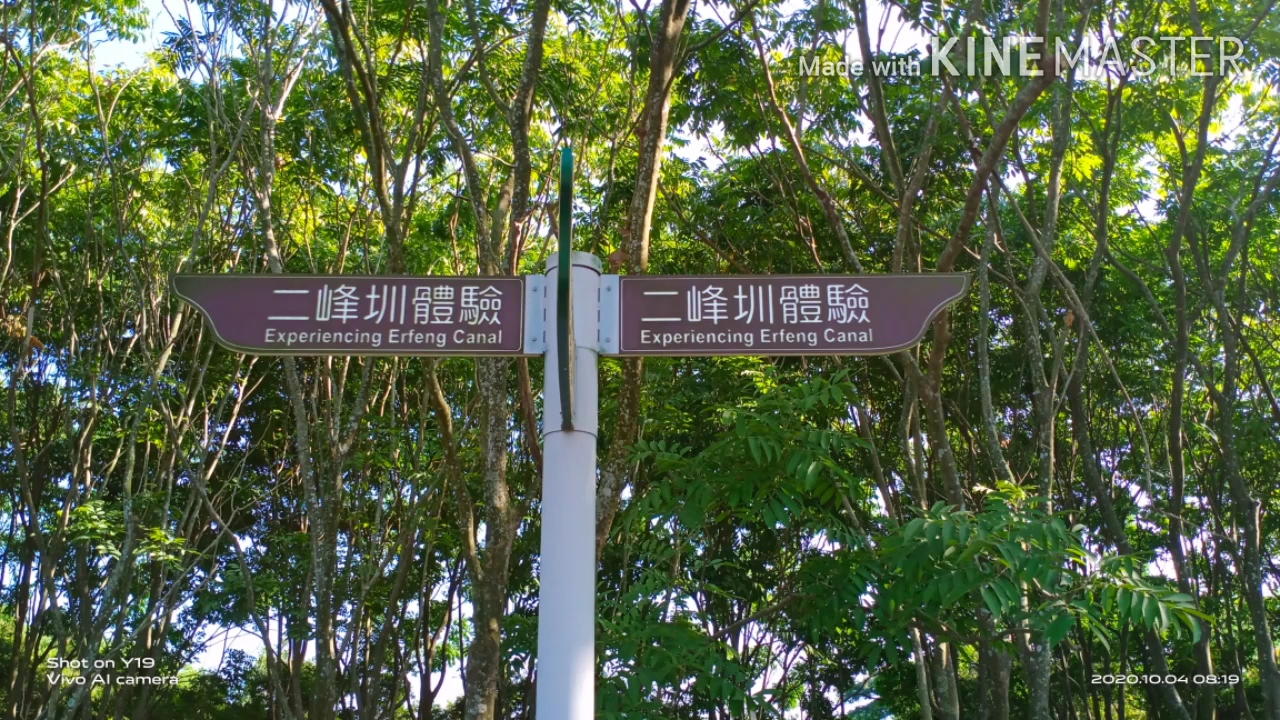 Made with KINEMASTER
二峰圳體驗
Experiencing Erfeng Canal
二峰圳體驗
Experiencing Erfeng Canal
Shot on Y19
Vivo AI camera
2020.10.04 08:19